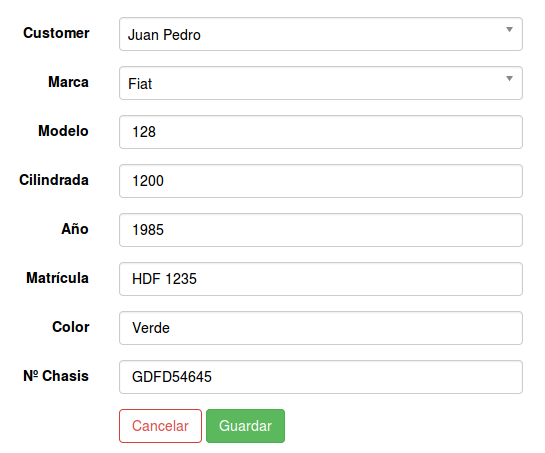 Customer Juan Pedro
Marca Fiat
Modelo 128
Cilindrada 1200
Año 1985
Matrícula HDF 1235
Color Verde
Nº Chasis GDFD54645
Cancelar Guardar